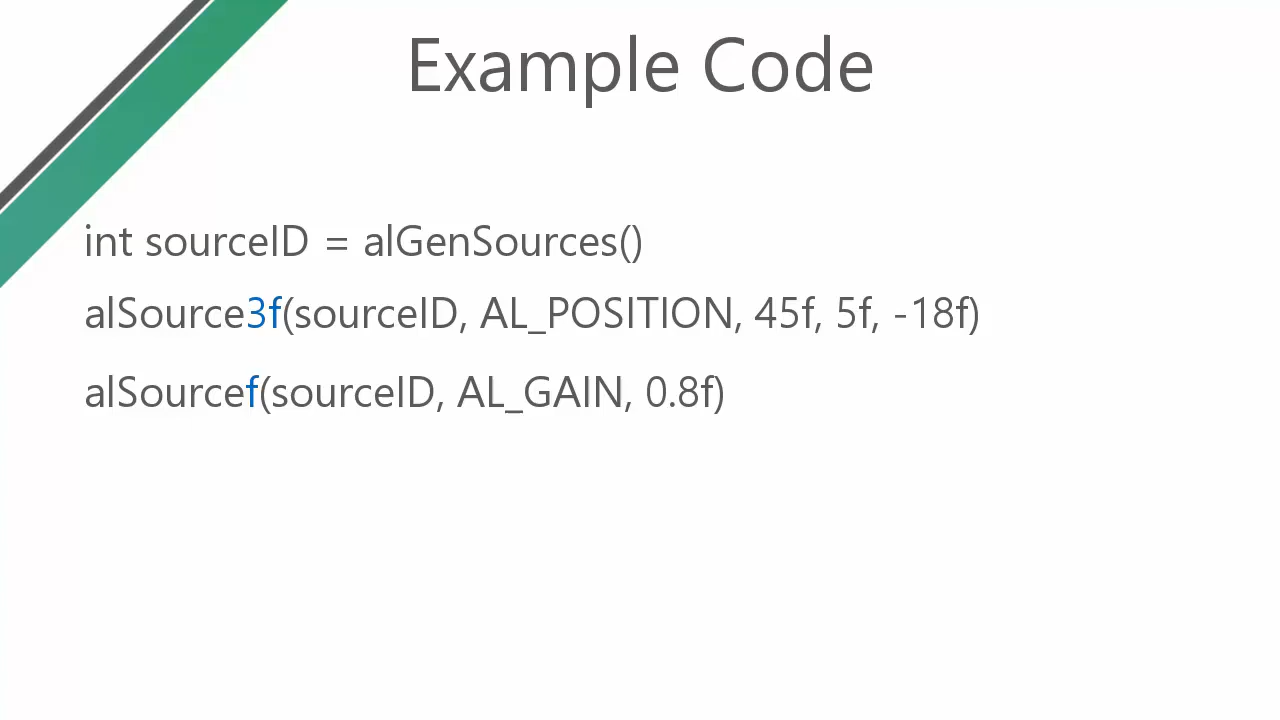 Example Code
int sourceID = alGenSources()
alSource3f(sourceID, AL_POSITION, 45f, 5f, -18f)
alSourcef(sourceID, AL_GAIN, 0.8f)